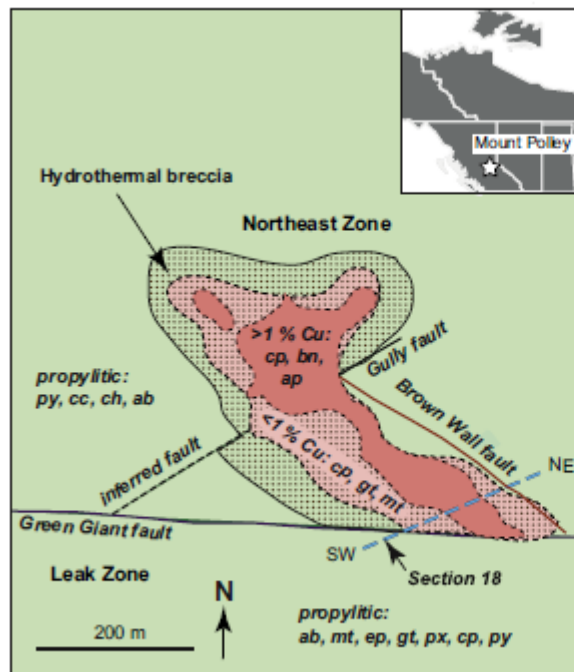 Mount Polley
Hydrothermal breccia
Northeast Zone
>1 % Cu:
cp, bn,
ap
Gully fault
propylitic:
py, cc, ch, ab
Brown Wall fault
<1 % Cu: cp, gt, mt
NE
inferred fault
Green Giant fault
SW
Section 18
Leak Zone
N
200 m
propylitic:
ab, mt, ep, gt, px, cp, py